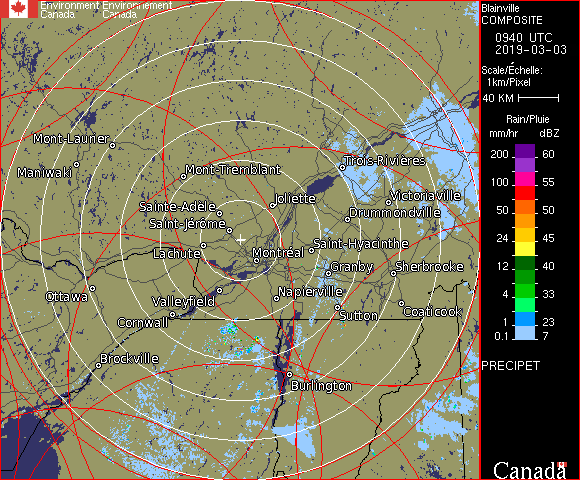 Environment Environnement
Canada Canada
Blainville
COMPOSITE
0940 UTC
2019-03-03
Scale/Échelle:
1km/Pixel
40 KM
Rain/Pluie
mm/hr dBZ
200 60
150 57
100 55
50 50
24 45
12 40
4 33
1 23
0.1 7
PRECIPET
Canada
Mont-Laurier
Maniwaki
Mont-Tremblant
Trois-Rivières
Joliette
Victoriaville
Sainte-Adele
Drummondville
Saint-Jérôme
Lachute
Montréal
Saint-Hyacinthe
Granby
Sherbrooke
Ottawa
Valleyfield
Napierville
Cornwall
Sutton
Coaticook
Brockville
Burlington